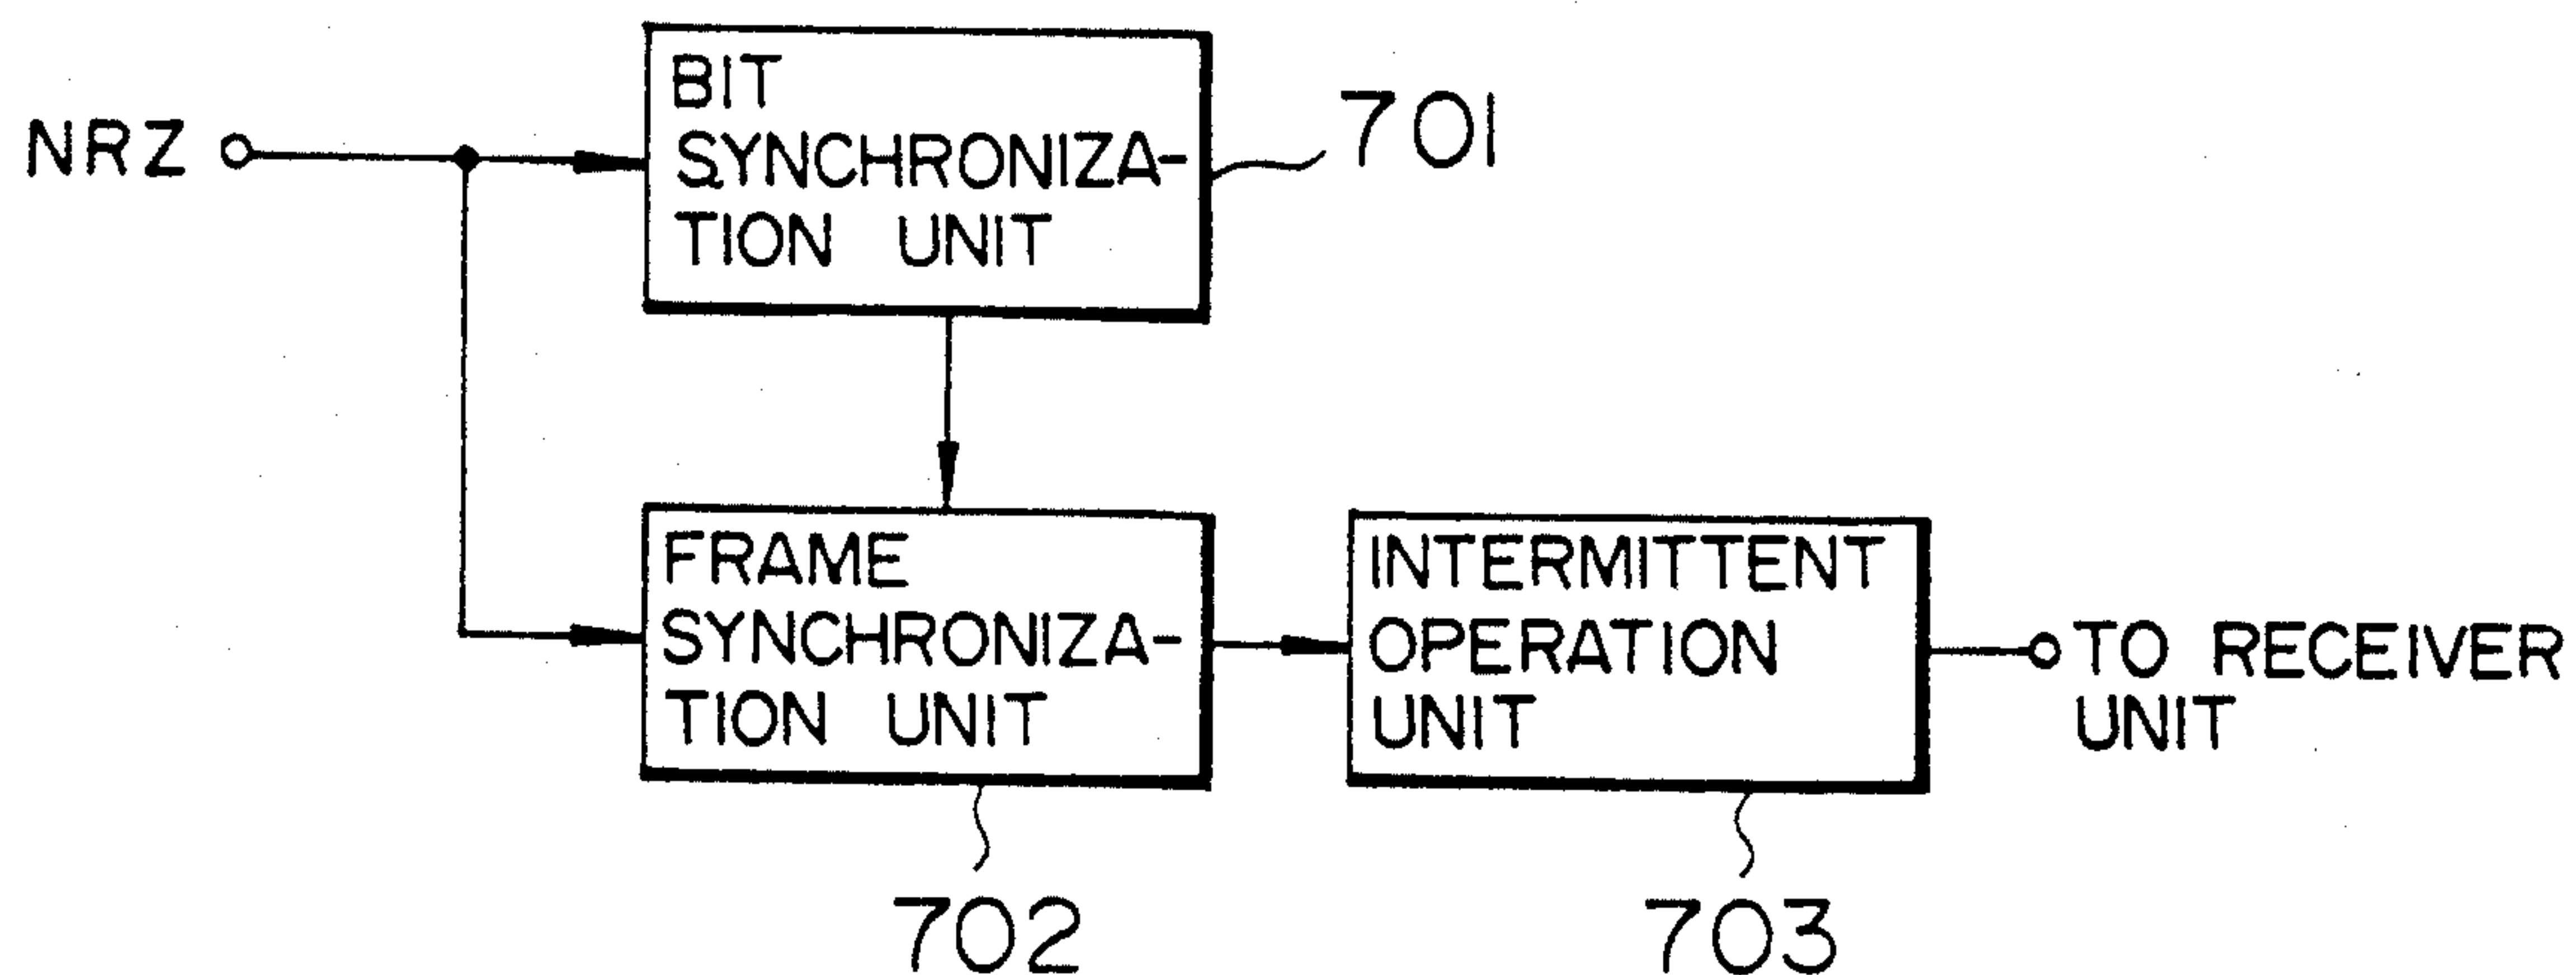 BIT
SYNCHRONIZA-
TION UNIT
701
NRZ
FRAME
SYNCHRONIZA-
TION UNIT
702
INTERMITTENT
OPERATION
UNIT
703
TO RECEIVER
UNIT